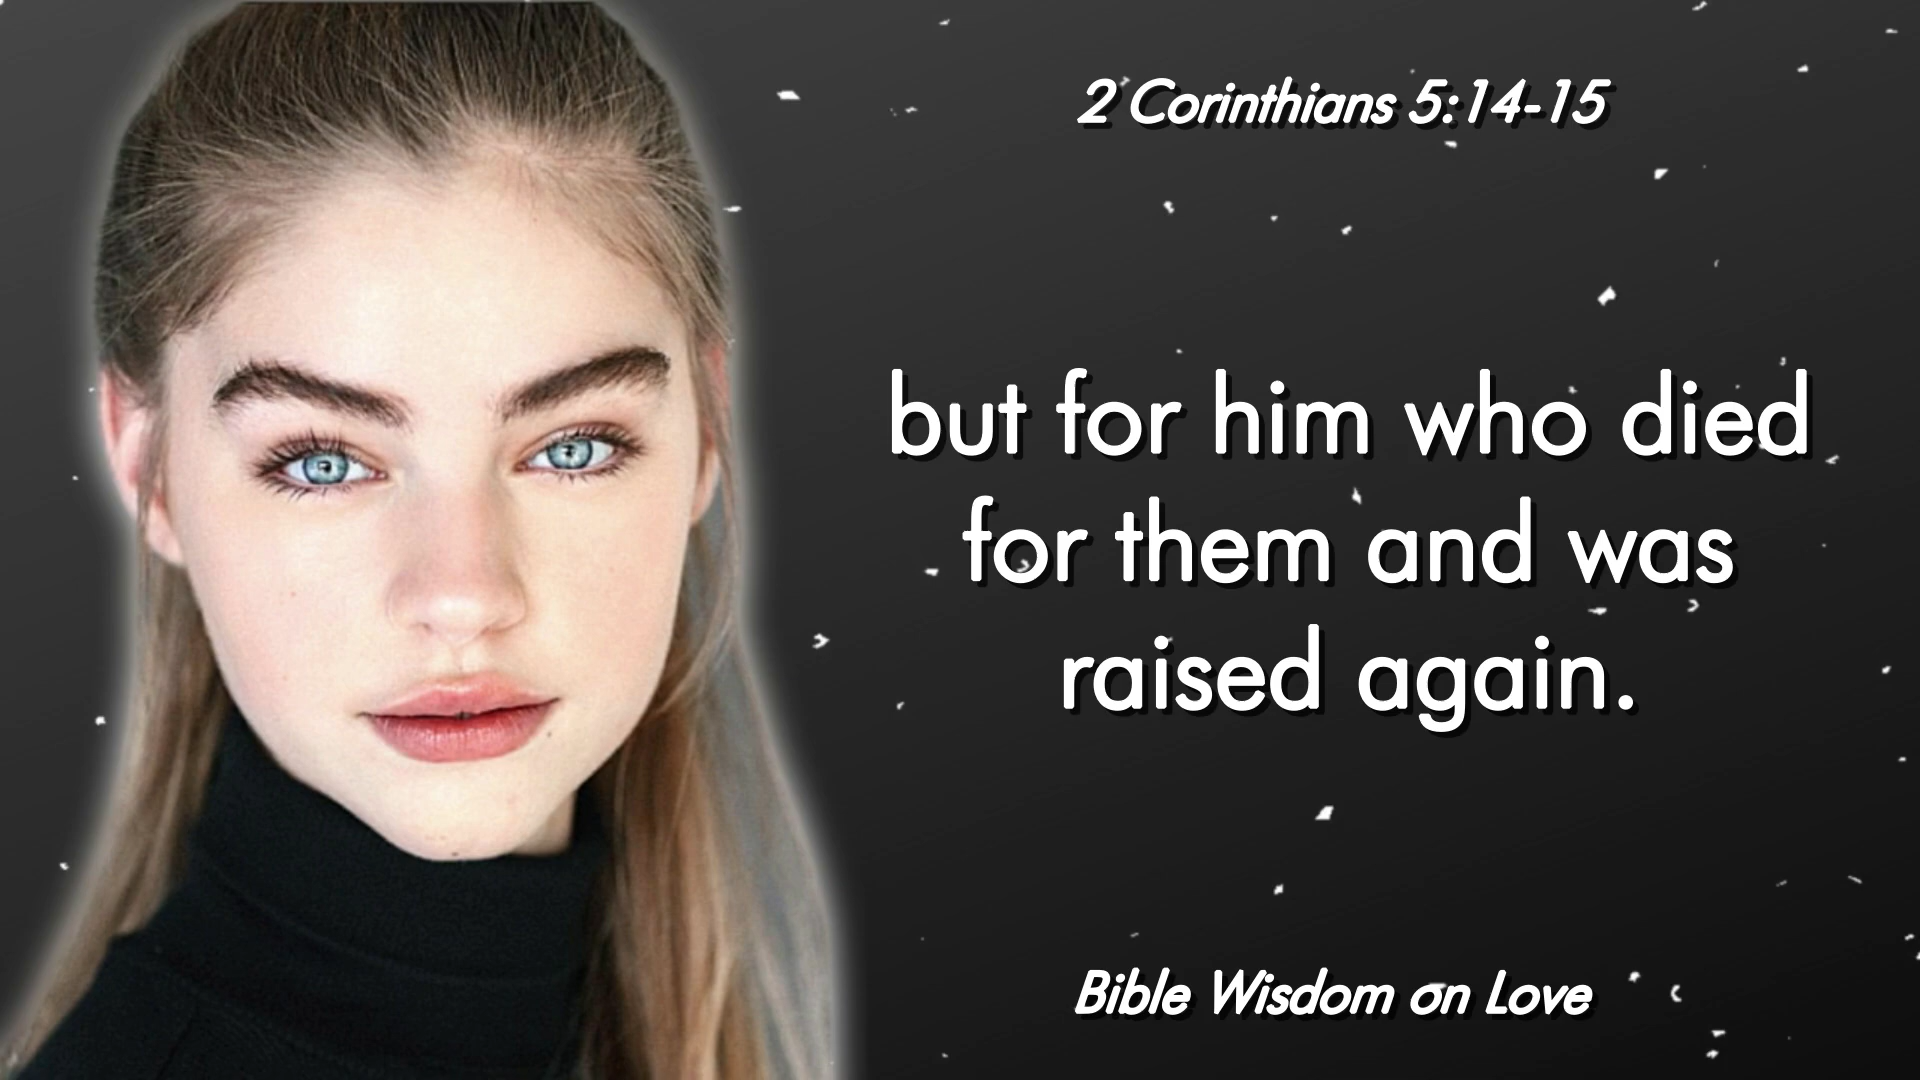 2 Corinthians 5:14-15
but for him who died
for them and was
raised again.
Bible Wisdom on Love